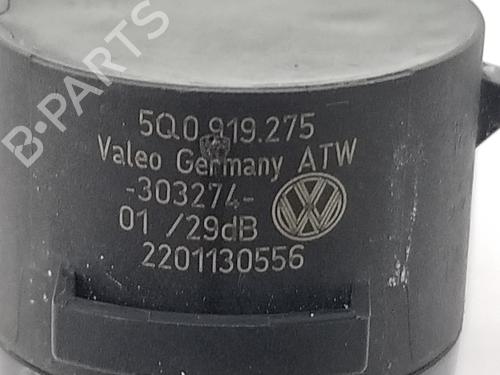 B-PARTS
5Q0 919.275
Valeo Germany ATW
-303274-
01 /29dB
2201130556